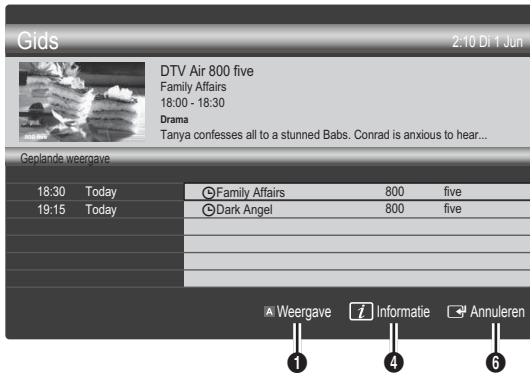 Gids 2:10 Di 1 Jun
DTV Air 800 five
Family Affairs
18:00 - 18:30
Drama
Tanya confesses all to a stunned Babs. Conrad is anxious to hear...
800 five
Geplande weergave
18:30 Today Family Affairs 800 five
19:15 Today Dark Angel 800 five
A Weergave i Informatie Annuleren
1 4 6